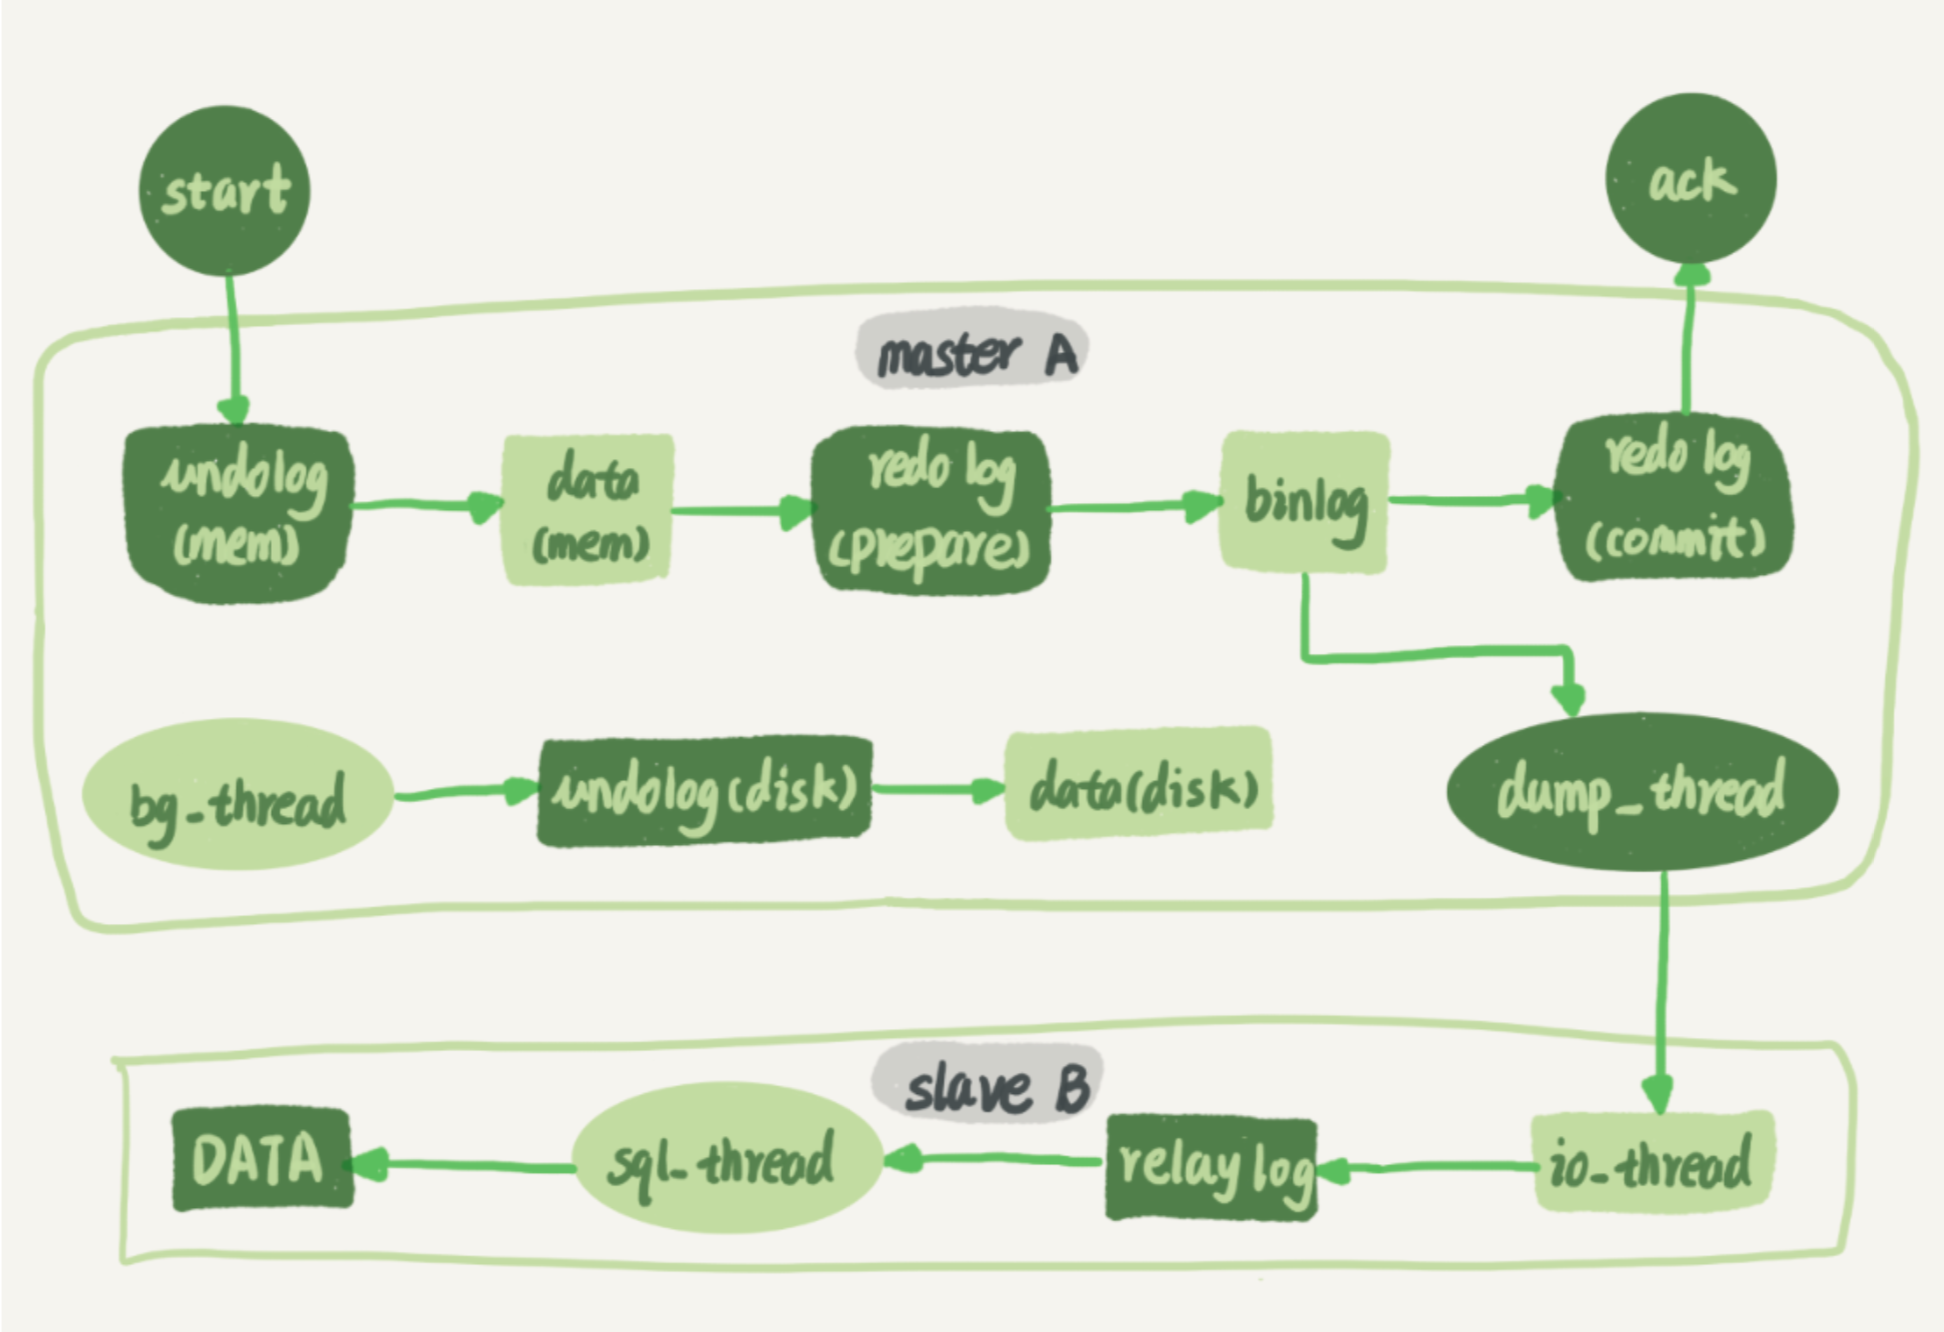 start
ack
master A
undolog
(mem)
data
(mem)
redo log
(prepare)
binlog
redo log
(commit)
bg_thread
undolog(disk)
data(disk)
dump_thread
slave B
DATA
sql_thread
relay log
io_thread